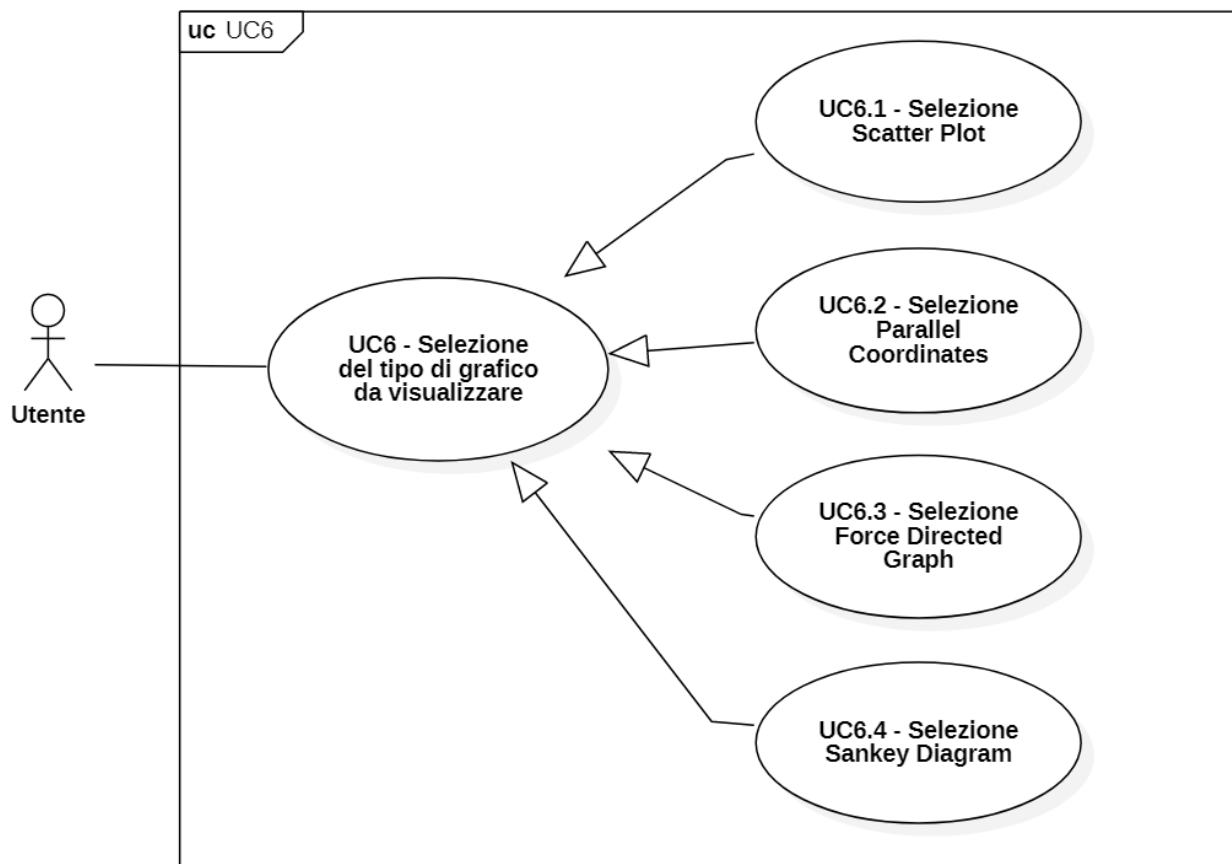 uc UC6
UC6.1 - Selezione
Scatter Plot
UC6.2 - Selezione
Parallel
Coordinates
UC6 - Selezione
del tipo di grafico
da visualizzare
Utente
UC6.3 - Selezione
Force Directed
Graph
UC6.4 - Selezione
Sankey Diagram